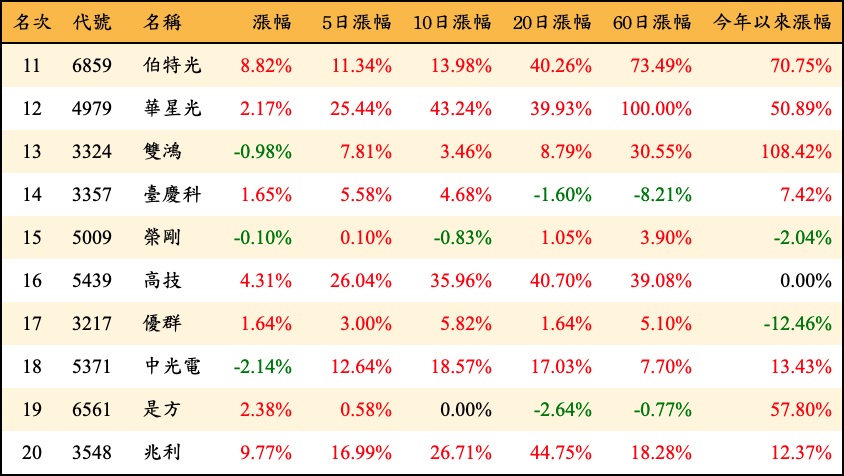 名次 代號 名稱 漲幅 5日漲幅 10日漲幅 20日漲幅 60日漲幅 今年以來漲幅
11 6859 伯特光 8.82% 11.34% 13.98% 40.26% 73.49% 70.75%
12 4979 華星光 2.17% 25.44% 43.24% 39.93% 100.00% 50.89%
13 3324 雙鴻 -0.98% 7.81% 3.46% 8.79% 30.55% 108.42%
14 3357 臺慶科 1.65% 5.58% 4.68% -1.60% -8.21% 7.42%
15 5009 榮剛 -0.10% 0.10% -0.83% 1.05% 3.90% -2.04%
16 5439 高技 4.31% 26.04% 35.96% 40.70% 39.08% 0.00%
17 3217 優群 1.64% 3.00% 5.82% 1.64% 5.10% -12.46%
18 5371 中光電 -2.14% 12.64% 18.57% 17.03% 7.70% 13.43%
19 6561 是方 2.38% 0.58% 0.00% -2.64% -0.77% 57.80%
20 3548 兆利 9.77% 16.99% 26.71% 44.75% 18.28% 12.37%